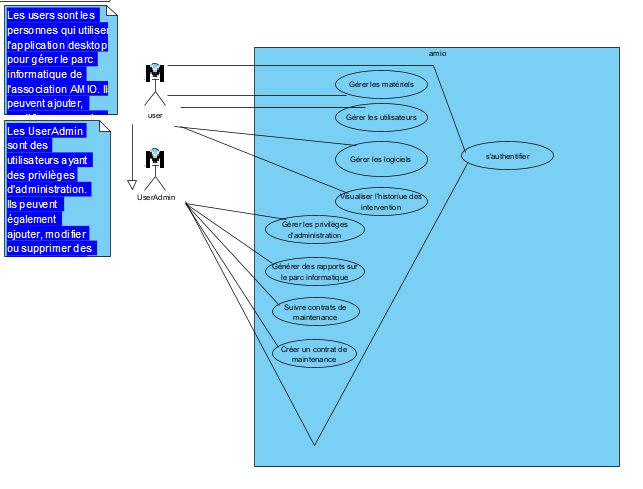 Les users sont les
personnes qui utilisen
l'application desktop
pour gérer le parc
informatique de
l'association AMIO. Ils
peuvent ajouter,
Les UserAdmin
sont des
utilisateurs ayant
des privilèges
d'administration.
Ils peuvent
également
ajouter, modifier
ou supprimer des
user
UserAdmin
amio
Gérer les matériels
Gérer les utilisateurs
Gérer les logiciels
s'authentifier
Visualiser l'historiue des
intervention
Gérer les privilèges
d'administration
Générer des rapports sur
le parc informatique
Suivre contrats de
maintenance
Créer un contrat de
maintenance